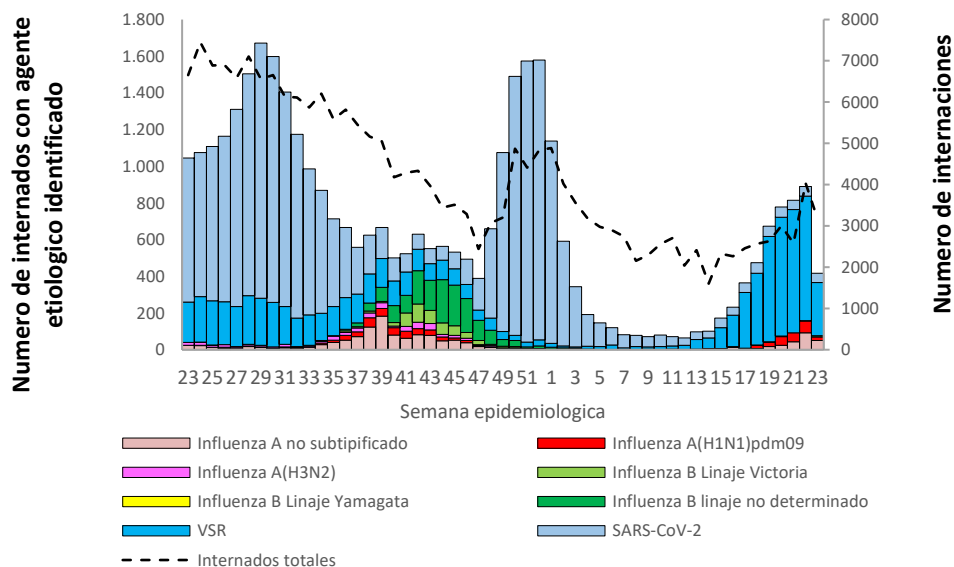 Numero de internados con agente
etiologico identificado
1.800
1.600
1.400
1.200
1.000
800
600
400
200
0
8000
7000
6000
5000
4000
3000
2000
1000
0
Numero de internaciones
23 25 27 29 31 33 35 37 39 41 43 45 47 49 51 1 3 5 7 9 11 13 15 17 19 21 23
Semana epidemiologica
Influenza A no subtipificado Influenza A(H1N1)pdm09
Influenza A(H3N2) Influenza B Linaje Victoria
Influenza B Linaje Yamagata Influenza B linaje no determinado
VSR SARS-CoV-2
Internados totales